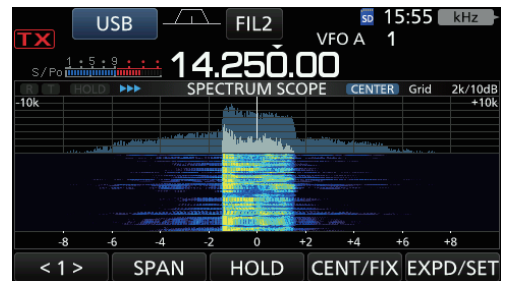 USB FIL2 SD 15:55 kHz
TX VFO A 1
S/Po 1 • 5 • 9 14.250.00
R T HOLD SPECTRUM SCOPE CENTER Grid 2k/10dB
-10k +10k
-8 -6 -4 -2 0 +2 +4 +6 +8
< 1 > SPAN HOLD CENT/FIX EXPD/SET